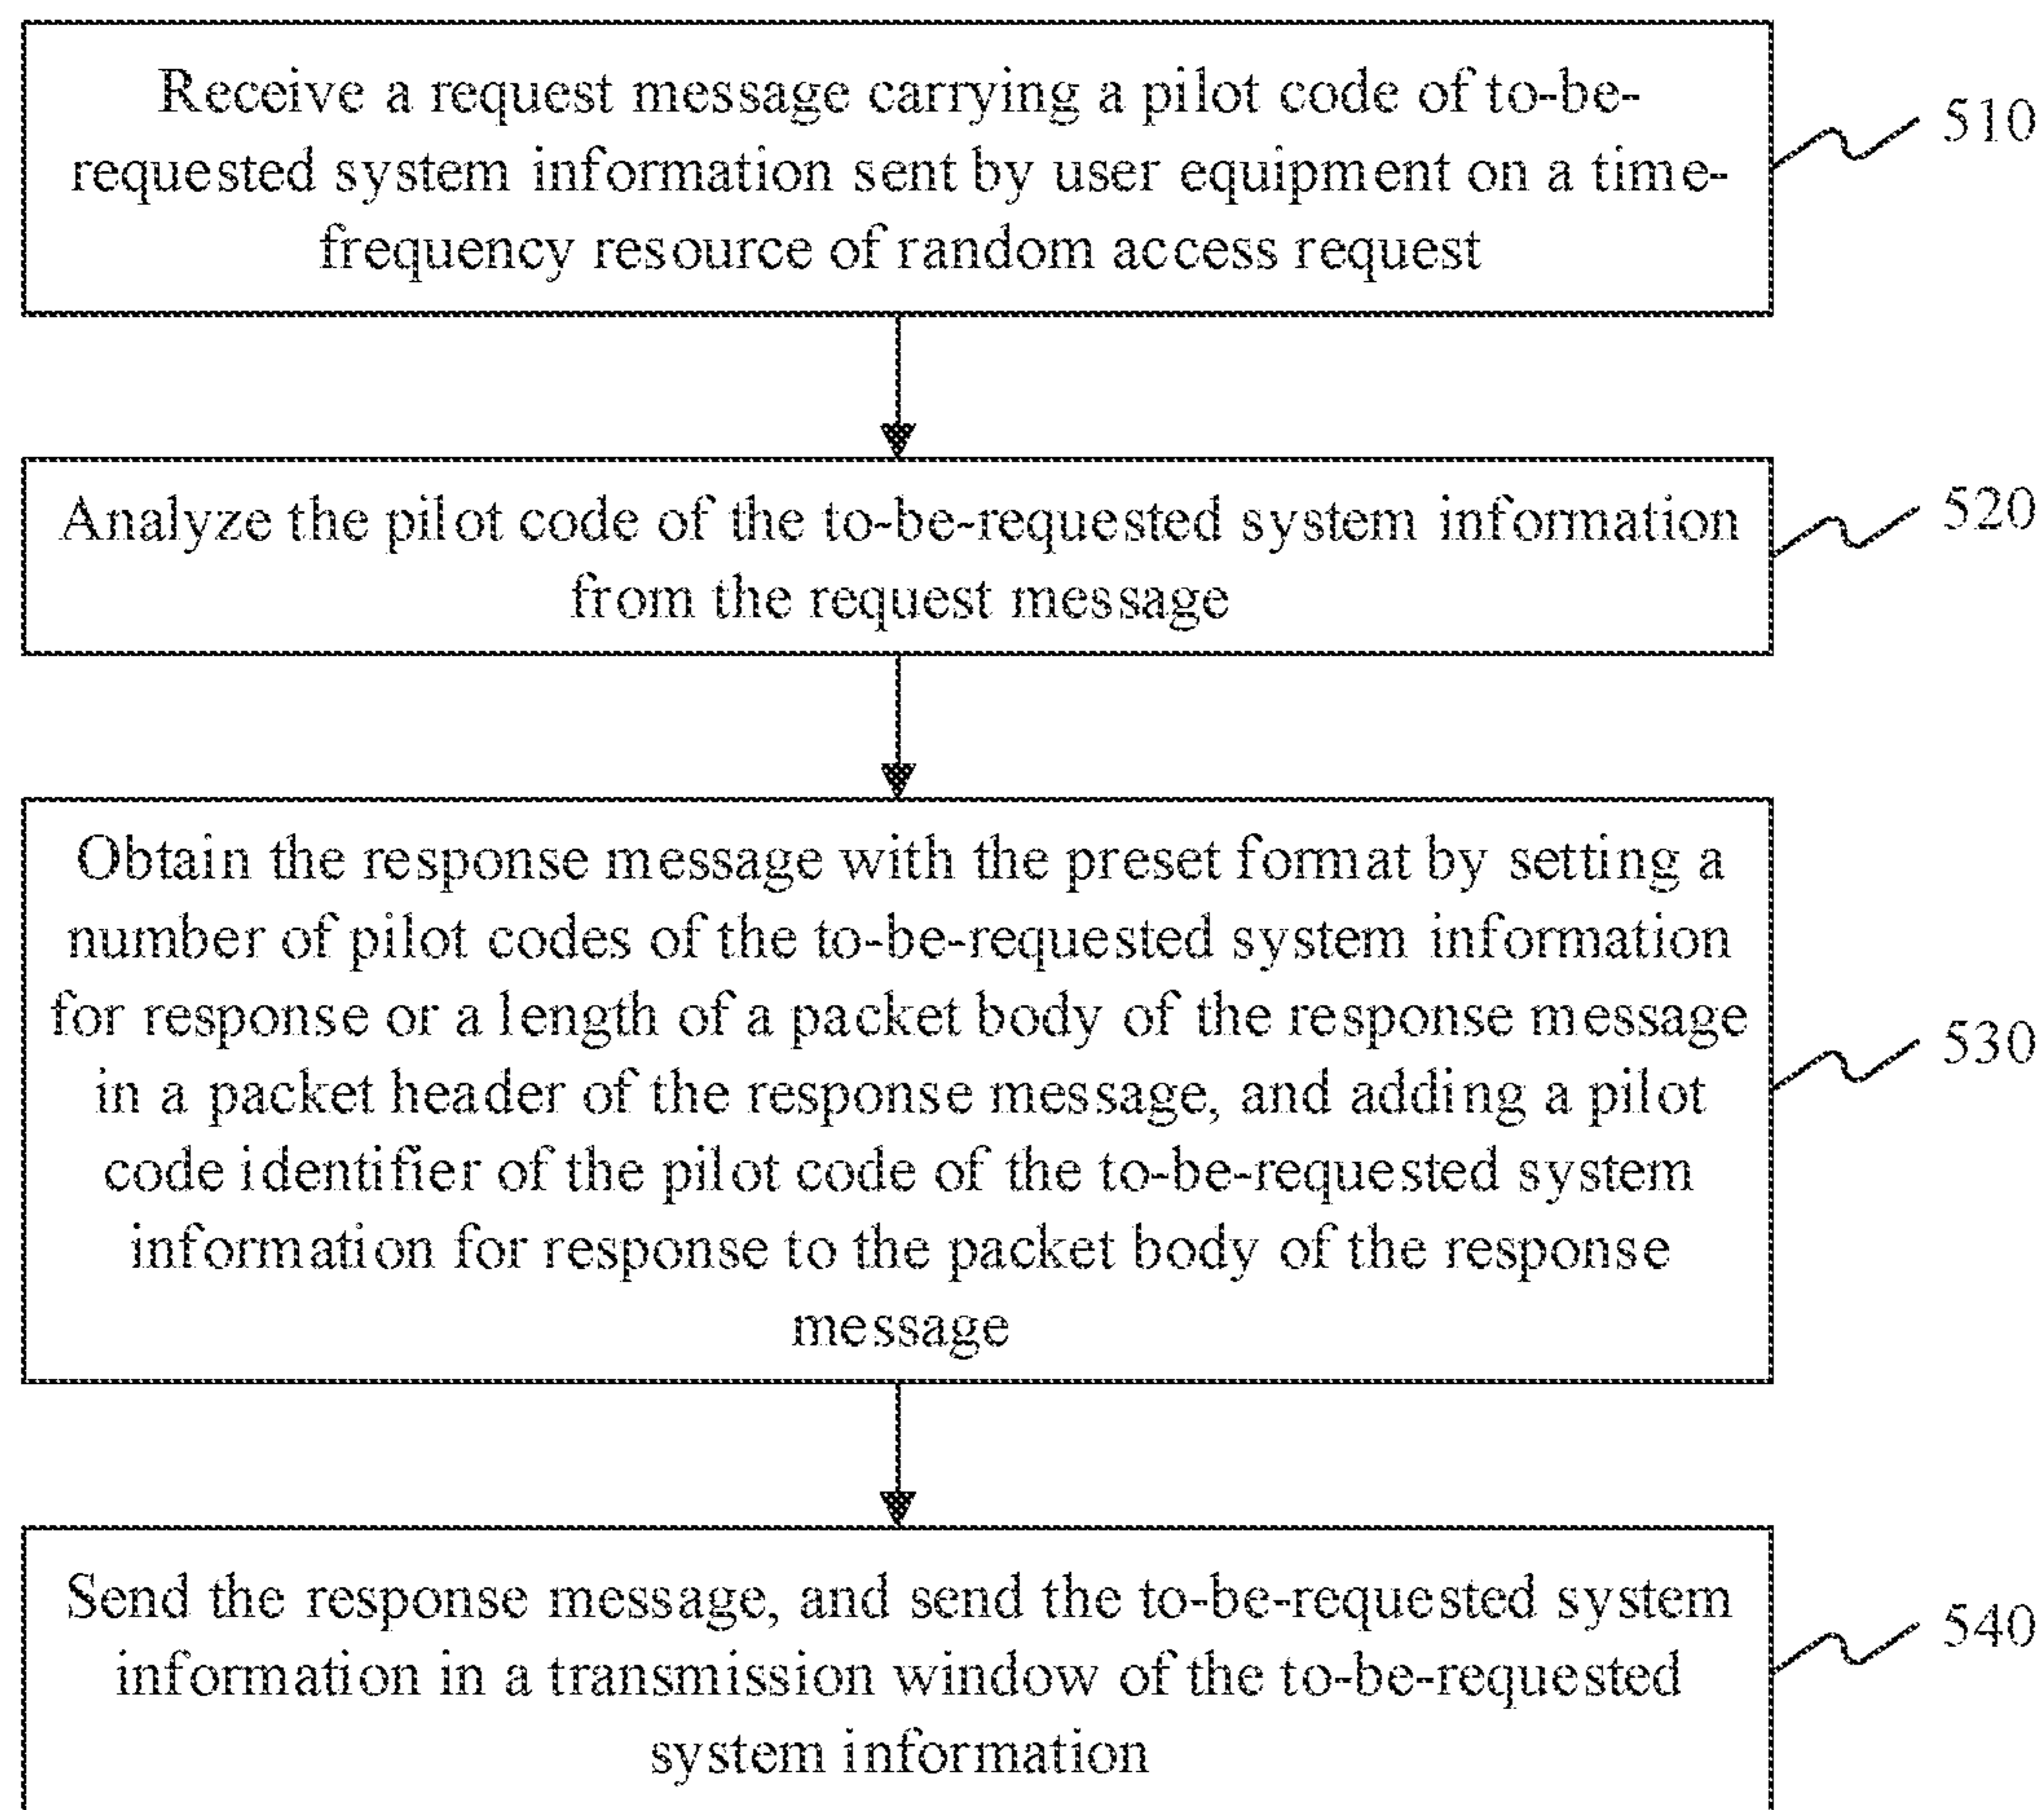 Receive a request message carrying a pilot code of to-be-
requested system information sent by user equipment on a time-
frequency resource of random access request
510
Analyze the pilot code of the to-be-requested system information
from the request message
520
Obtain the response message with the preset format by setting a
number of pilot codes of the to-be-requested system information
for response or a length of a packet body of the response message
in a packet header of the response message, and adding a pilot
code identifier of the pilot code of the to-be-requested system
information for response to the packet body of the response
message
530
Send the response message, and send the to-be-requested system
information in a transmission window of the to-be-requested
system information
540